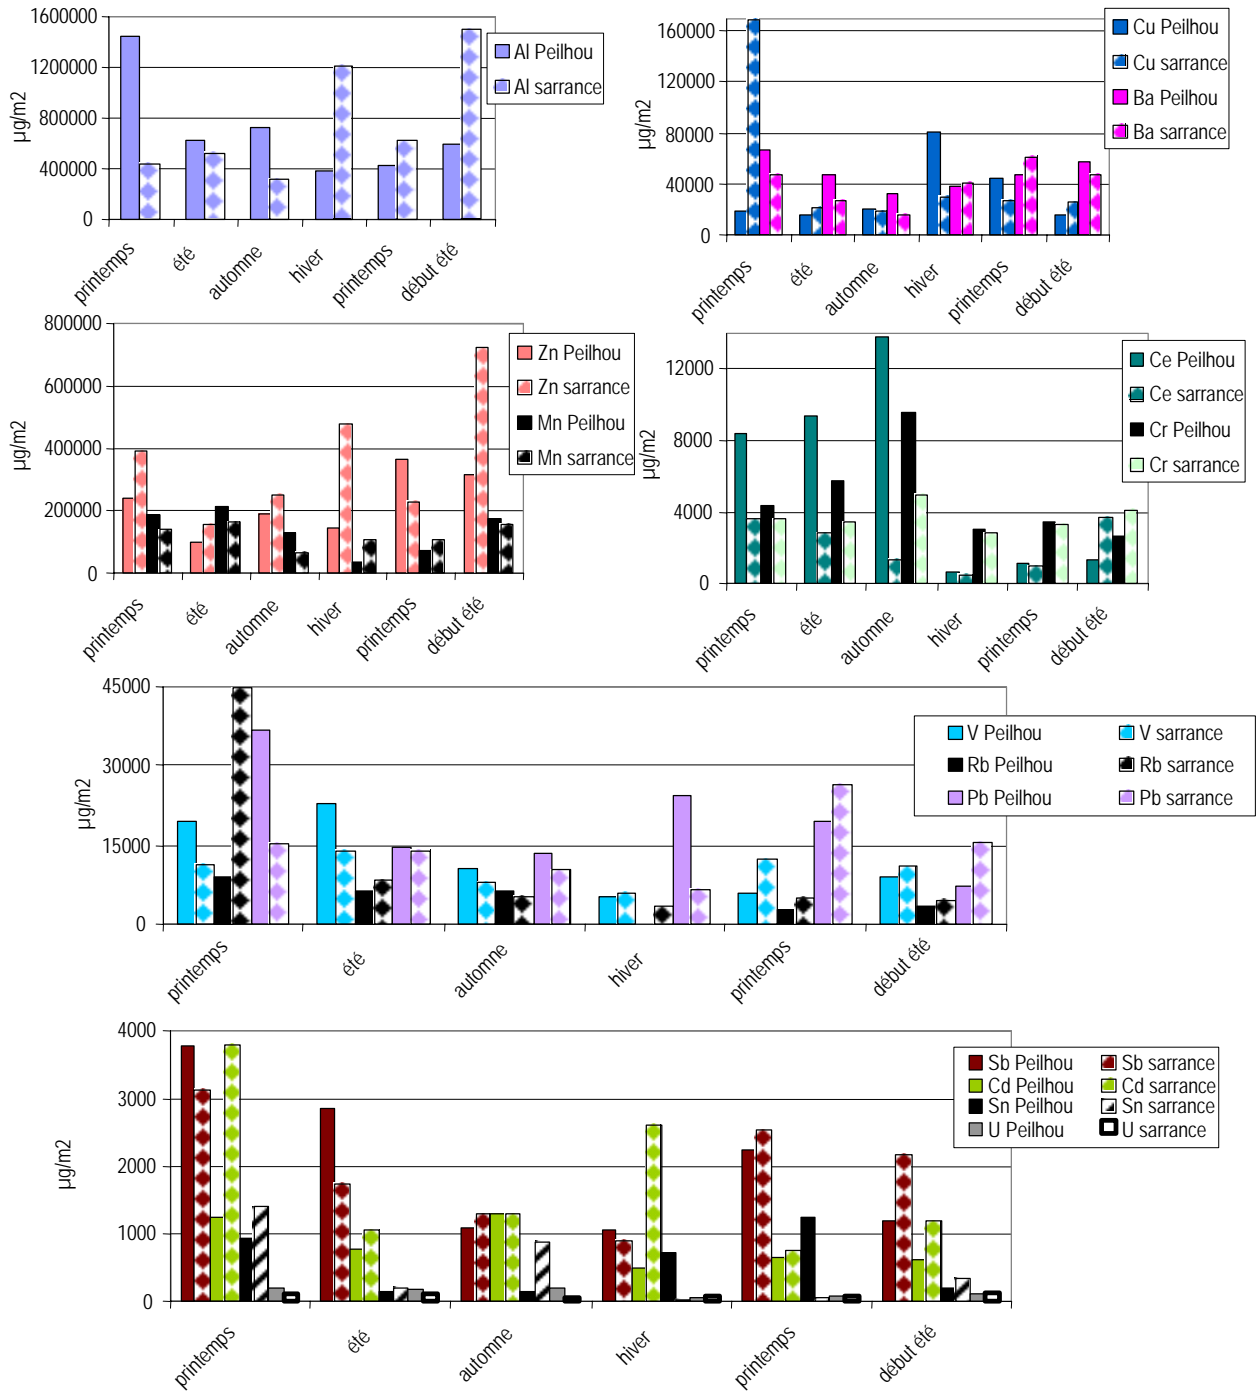 1600000
1200000
800000
400000
0
µg/m2
printemps
été
automne
hiver
printemps
début été
Al Peilhou
Al sarrance
160000
120000
80000
40000
0
µg/m2
printemps
été
automne
hiver
printemps
début été
Cu Peilhou
Cu sarrance
Ba Peilhou
Ba sarrance
800000
600000
400000
200000
0
µg/m2
printemps
été
automne
hiver
printemps
début été
Zn Peilhou
Zn sarrance
Mn Peilhou
Mn sarrance
12000
8000
4000
0
µg/m2
printemps
été
automne
hiver
printemps
début été
Ce Peilhou
Ce sarrance
Cr Peilhou
Cr sarrance
45000
30000
15000
0
µg/m2
printemps
été
automne
hiver
printemps
début été
V Peilhou V sarrance
Rb Peilhou Rb sarrance
Pb Peilhou Pb sarrance
4000
3000
2000
1000
0
µg/m2
printemps
été
automne
hiver
printemps
début été
Sb Peilhou Sb sarrance
Cd Peilhou Cd sarrance
Sn Peilhou Sn sarrance
U Peilhou U sarrance